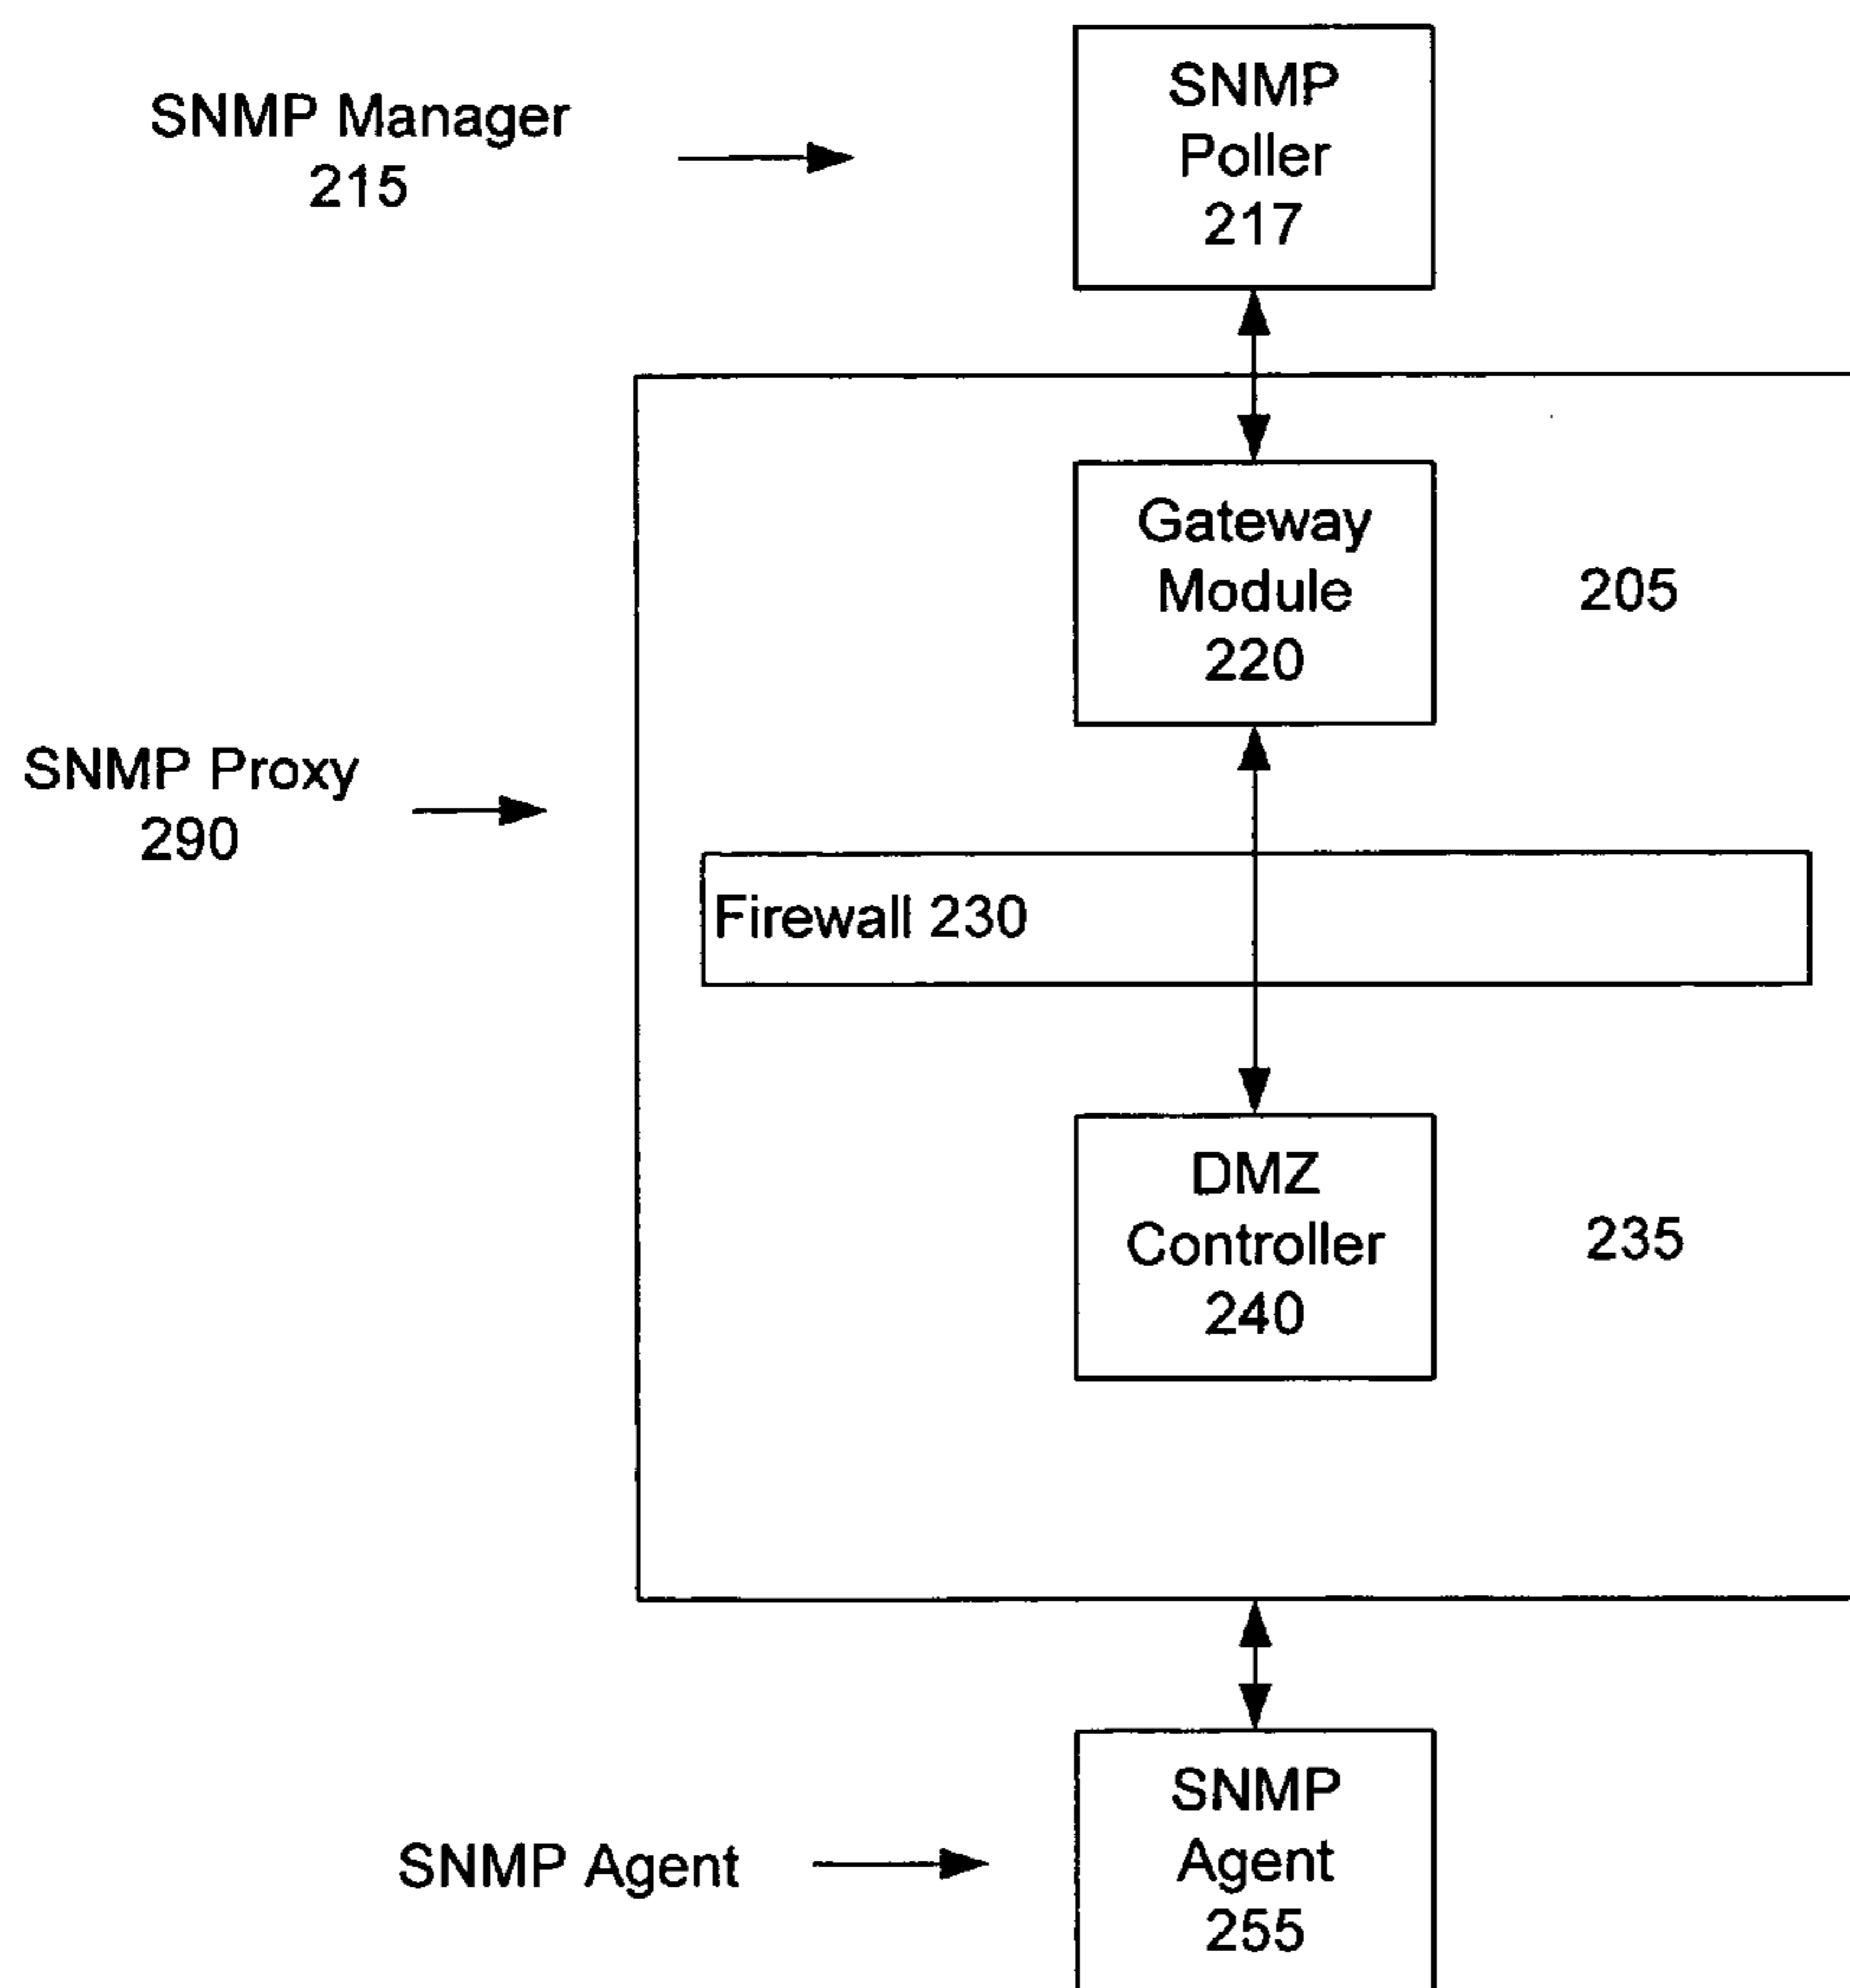 SNMP Manager
215
SNMP
Poller
217
Gateway
Module
220
205
SNMP Proxy
290
Firewall 230
DMZ
Controller
240
235
SNMP Agent
SNMP
Agent
255